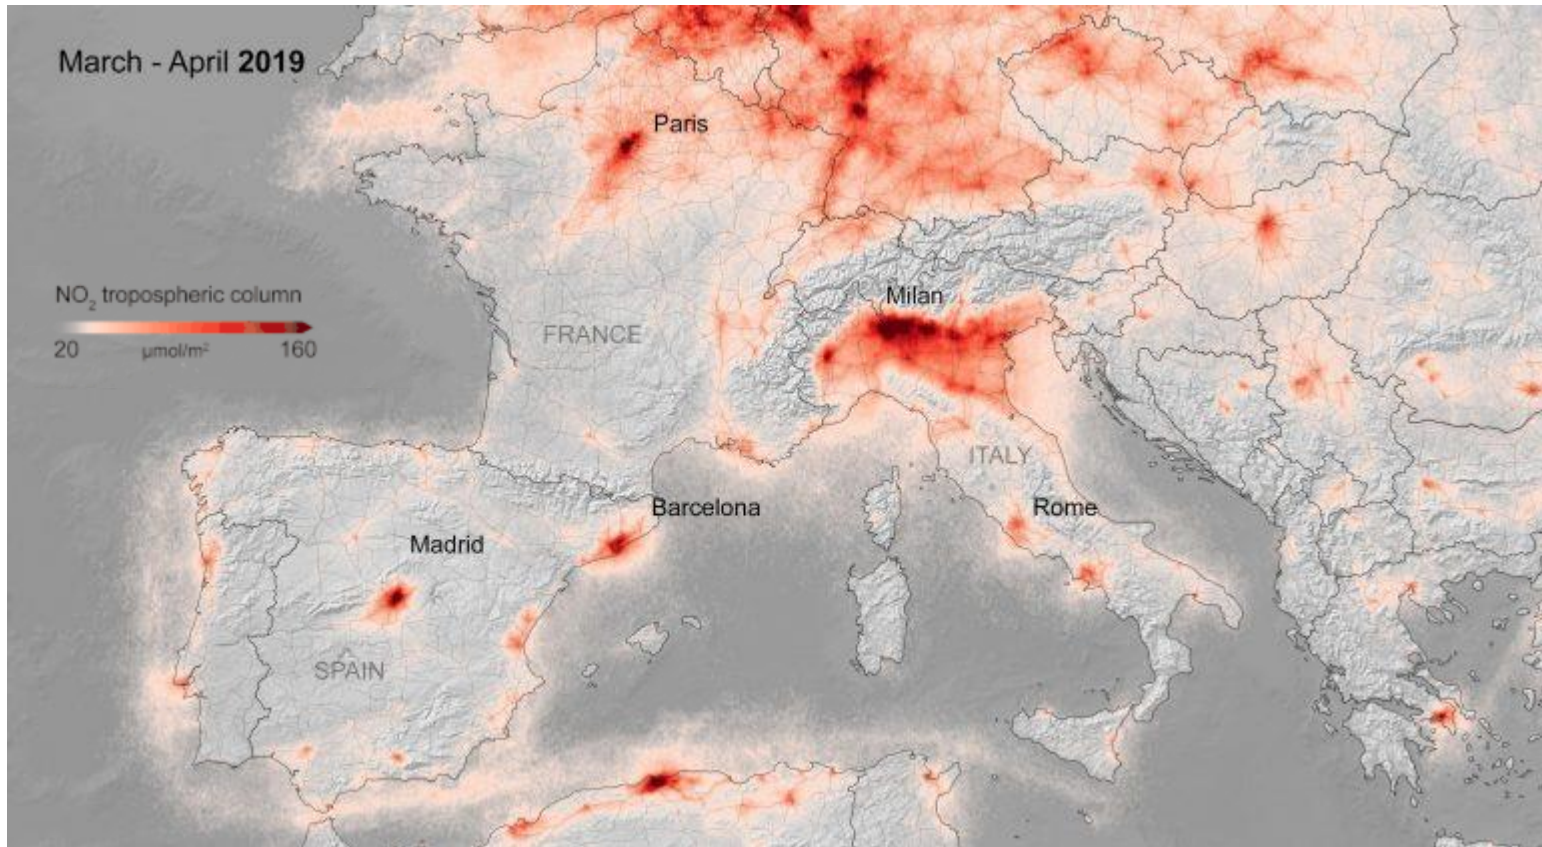 March - April 2019
Paris
NO₂ tropospheric column
20 µmol/m² 160
Milan
FRANCE
ITALY
Barcelona
Rome
Madrid
SPAIN